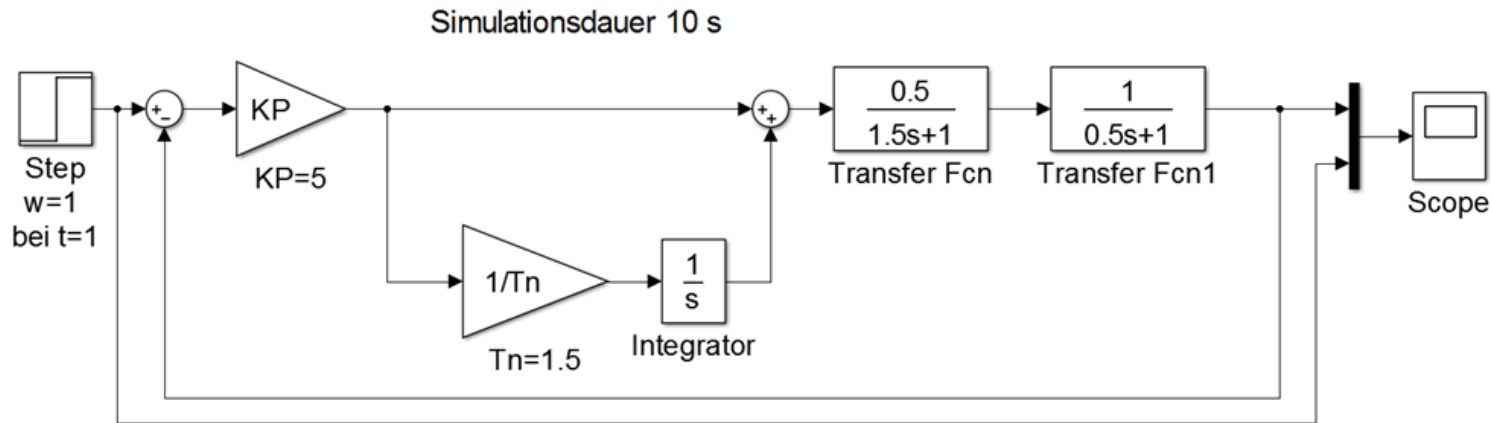 Simulationsdauer 10 s
Step
w=1
bei t=1
+
−
KP
KP=5
1/Tn
Tn=1.5
1
s
Integrator
+
+
0.5
1.5s+1
Transfer Fcn
1
0.5s+1
Transfer Fcn1
Scope